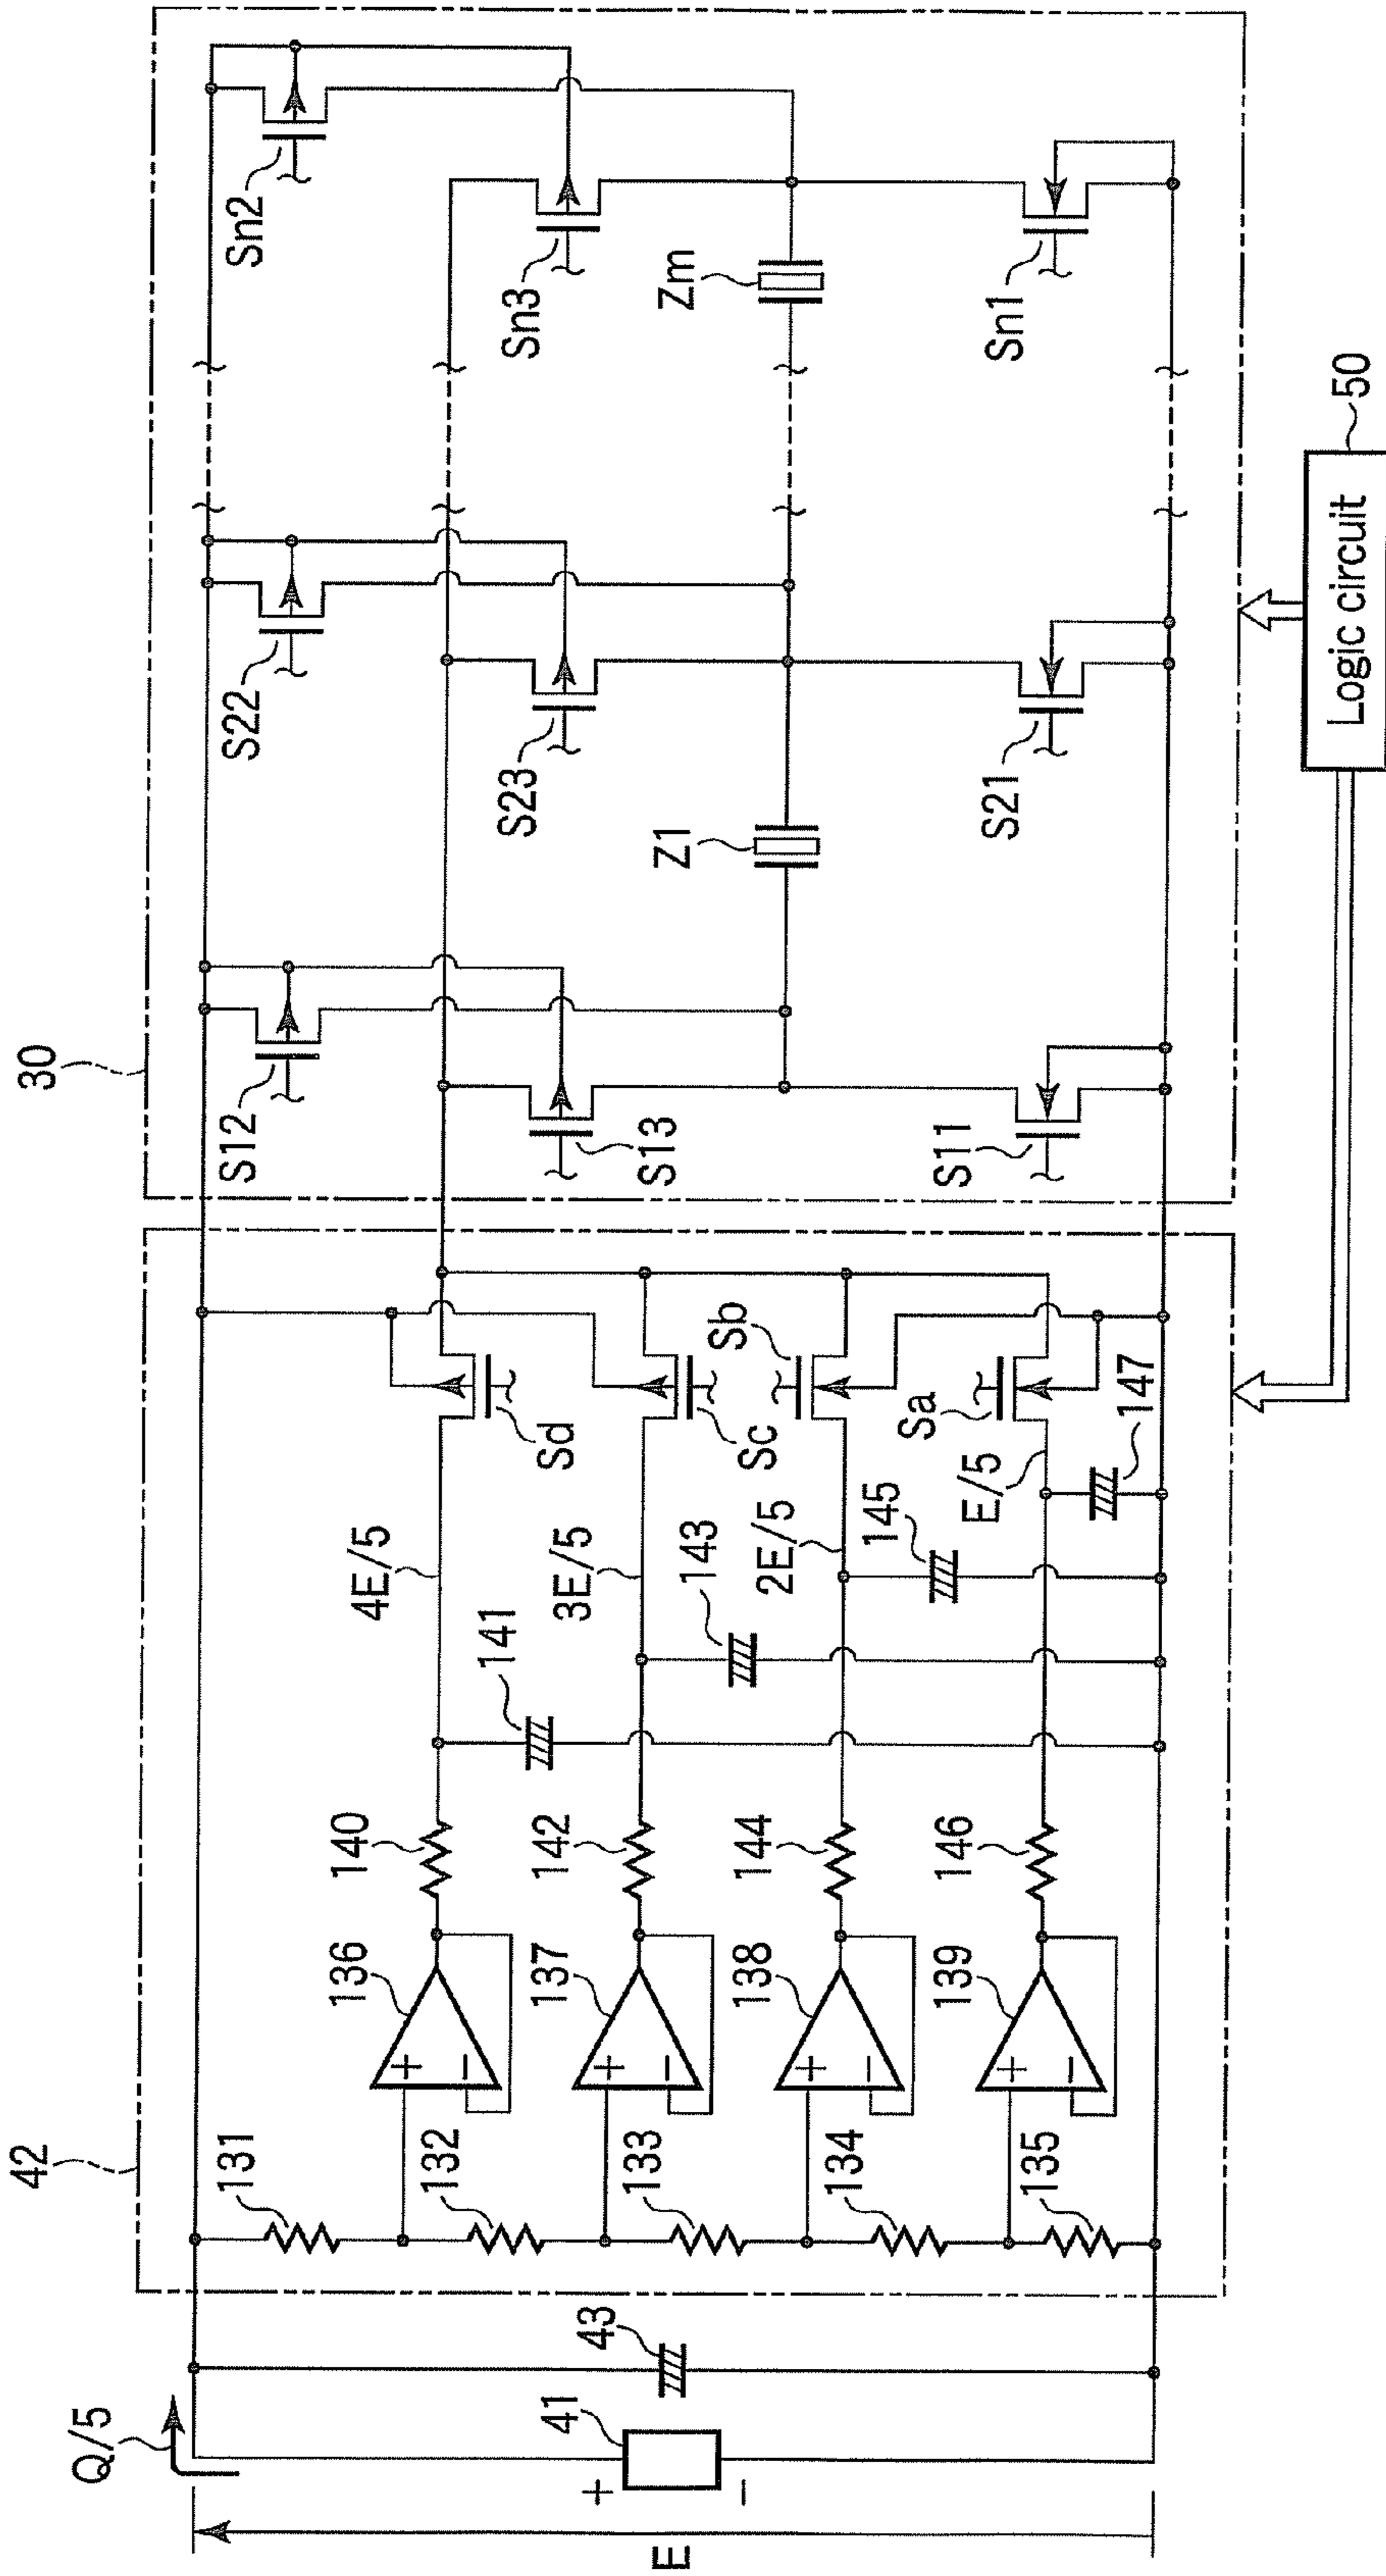 42
30
Q/5
E
+
41
−
43
131
132
133
134
135
136
+
−
137
+
−
138
+
−
139
+
−
140
142
144
146
141
143
145
147
4E/5
3E/5
2E/5
E/5
Sd
Sc
Sb
Sa
S12
S13
S11
Z1
S22
S23
S21
Sn2
Sn3
Zm
Sn1
Logic circuit
50